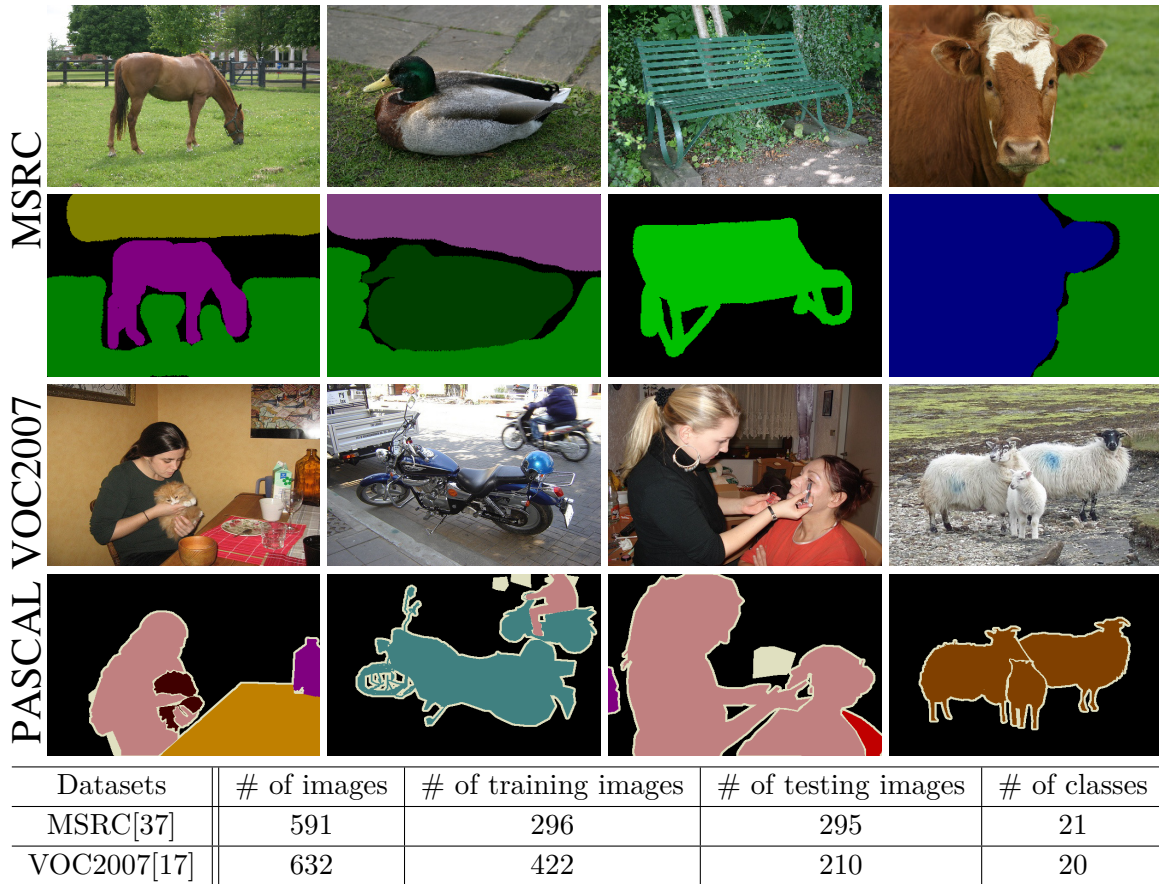 MSRC
PASCAL VOC2007
Datasets # of images # of training images # of testing images # of classes
MSRC[37] 591 296 295 21
VOC2007[17] 632 422 210 20